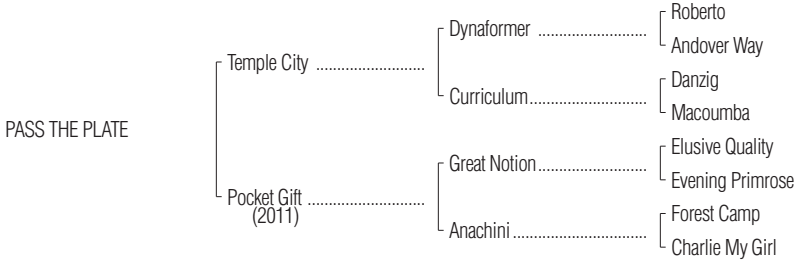 Roberto
Dynaformer ..........................
Andover Way
Temple City ..........................
Danzig
Curriculum............................
Macoumba
PASS THE PLATE
Elusive Quality
Great Notion..........................
Evening Primrose
Pocket Gift ............................
(2011)
Forest Camp
Anachini ................................
Charlie My Girl